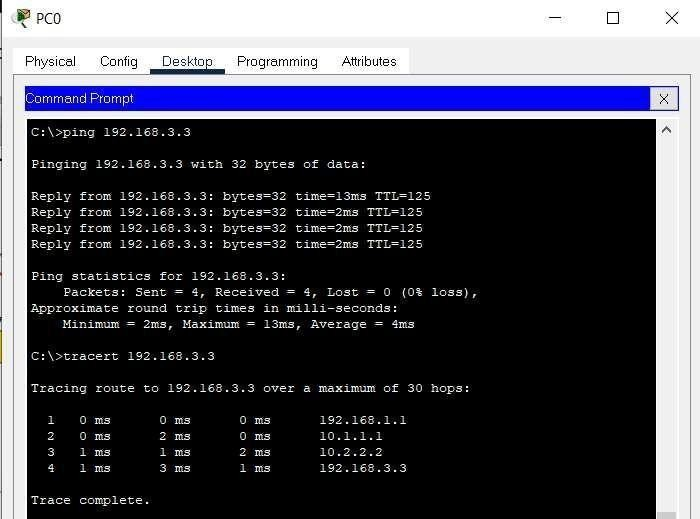 PC0
Physical Config Desktop Programming Attributes
Command Prompt X
C:\>ping 192.168.3.3
Pinging 192.168.3.3 with 32 bytes of data:
Reply from 192.168.3.3: bytes=32 time=13ms TTL=125
Reply from 192.168.3.3: bytes=32 time=2ms TTL=125
Reply from 192.168.3.3: bytes=32 time=2ms TTL=125
Reply from 192.168.3.3: bytes=32 time=2ms TTL=125
Ping statistics for 192.168.3.3:
Packets: Sent = 4, Received = 4, Lost = 0 (0% loss),
Approximate round trip times in milli-seconds:
Minimum = 2ms, Maximum = 13ms, Average = 4ms
C:\>tracert 192.168.3.3
Tracing route to 192.168.3.3 over a maximum of 30 hops:
1 0 ms 0 ms 0 ms 192.168.1.1
2 0 ms 2 ms 0 ms 10.1.1.1
3 1 ms 1 ms 2 ms 10.2.2.2
4 1 ms 3 ms 1 ms 192.168.3.3
Trace complete.